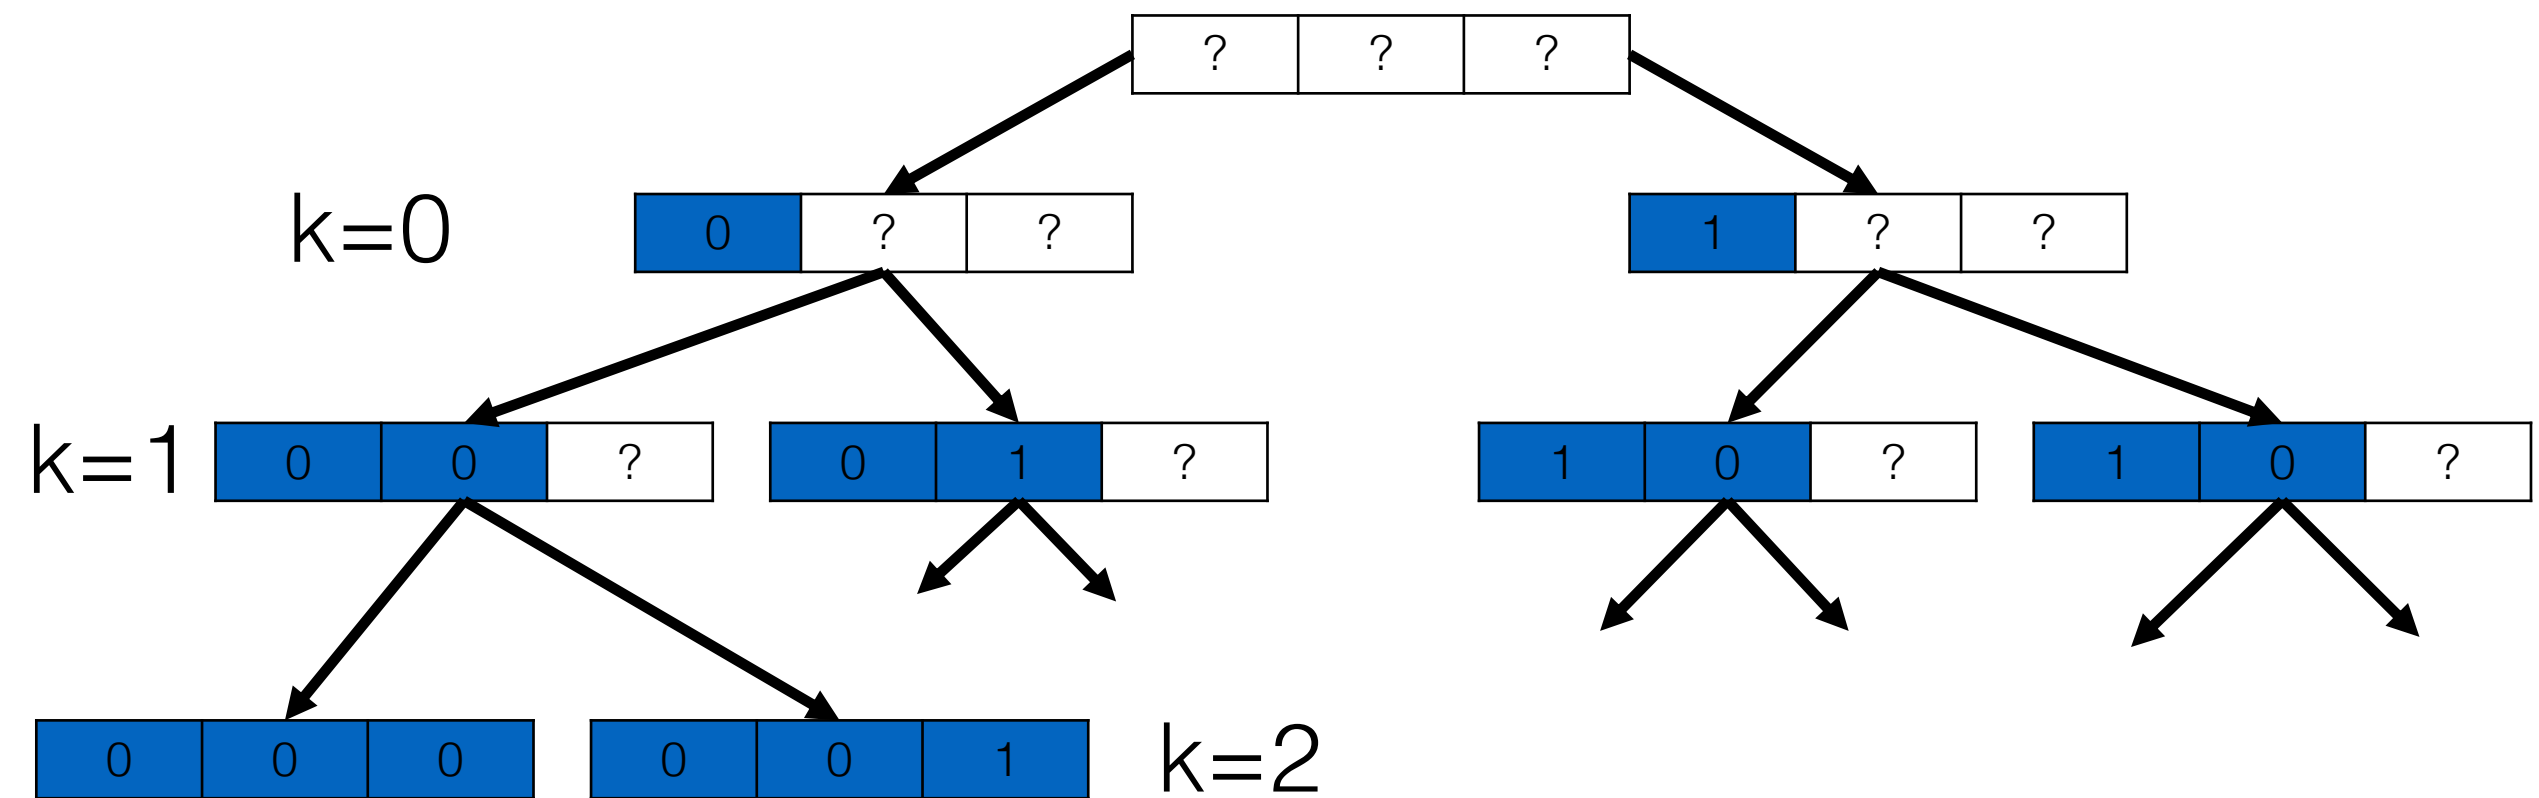 ? ? ?
k=0 0 ? ? 1 ? ?
k=1 0 0 ? 0 1 ? 1 0 ? 1 0 ?
0 0 0 0 0 1 k=2